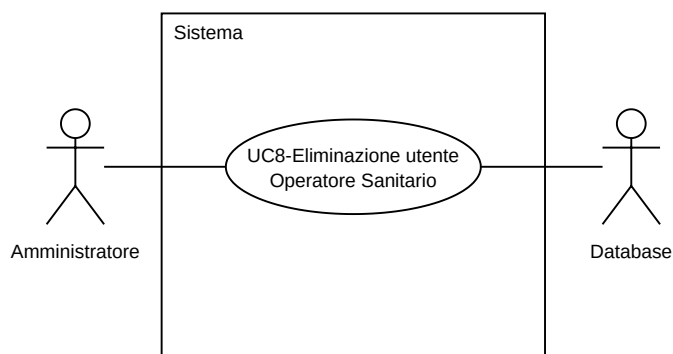 Sistema
UC8-Eliminazione utente
Operatore Sanitario
Amministratore
Database